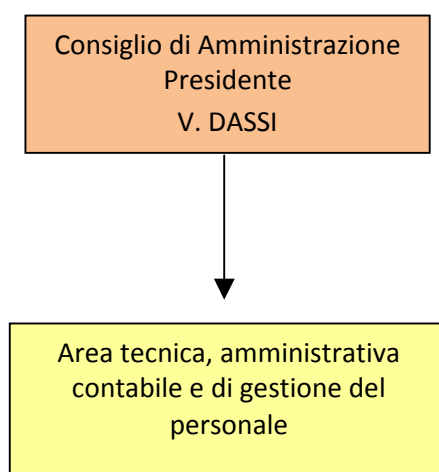 Consiglio di Amministrazione
Presidente
V. DASSI
Area tecnica, amministrativa
contabile e di gestione del
personale